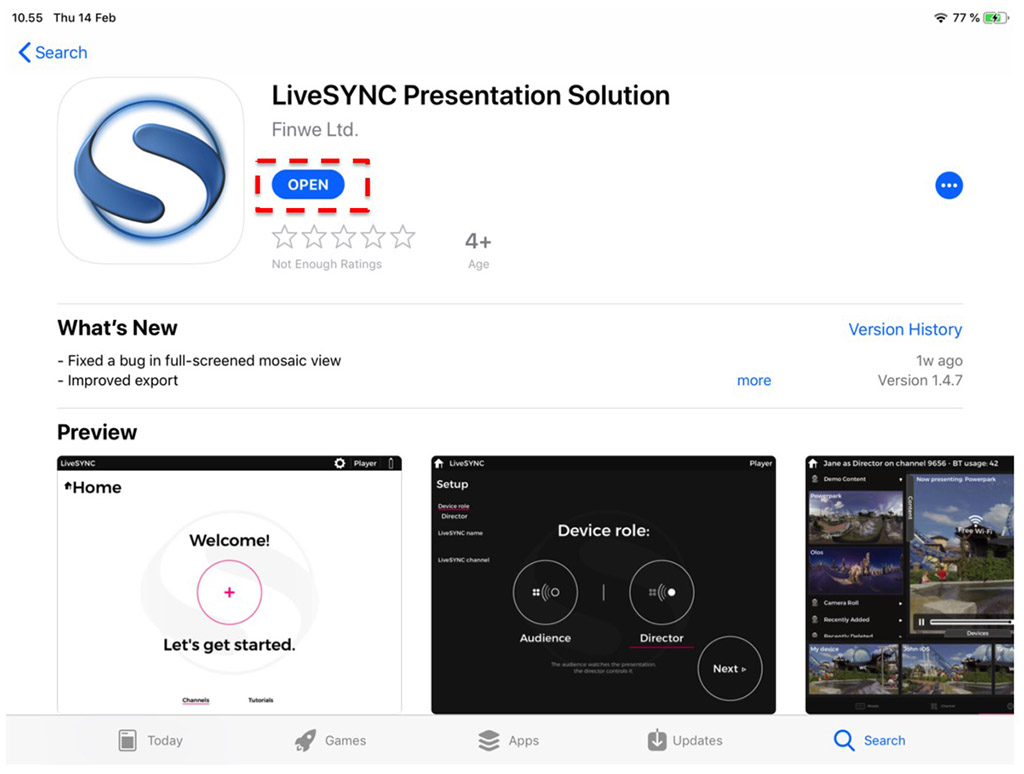 10.55 Thu 14 Feb 77 %
Search
LiveSYNC Presentation Solution
Finwe Ltd.
OPEN
Not Enough Ratings
4+
Age
What's New
Version History
- Fixed a bug in full-screened mosaic view
1w ago
- Improved export
more
Version 1.4.7
Preview
LiveSYNC Player
Home
Welcome!
+
Let's get started.
Channels Tutorials
LiveSYNC Player
Setup
Device role
Director
LiveSYNC name
LiveSYNC channel
Device role:
Audience
Director
The audience watches the presentation,
the director controls it.
Next
Jane as Director on channel 9656 - BT usage: 42
Demo Content
Powerpark
Olos
Camera Roll
Recently Added
Recently Deleted
Content
Now presenting: Powerpark
Free Wi-Fi
Devices
My device
John iOS
Today
Games
Apps
Updates
Search